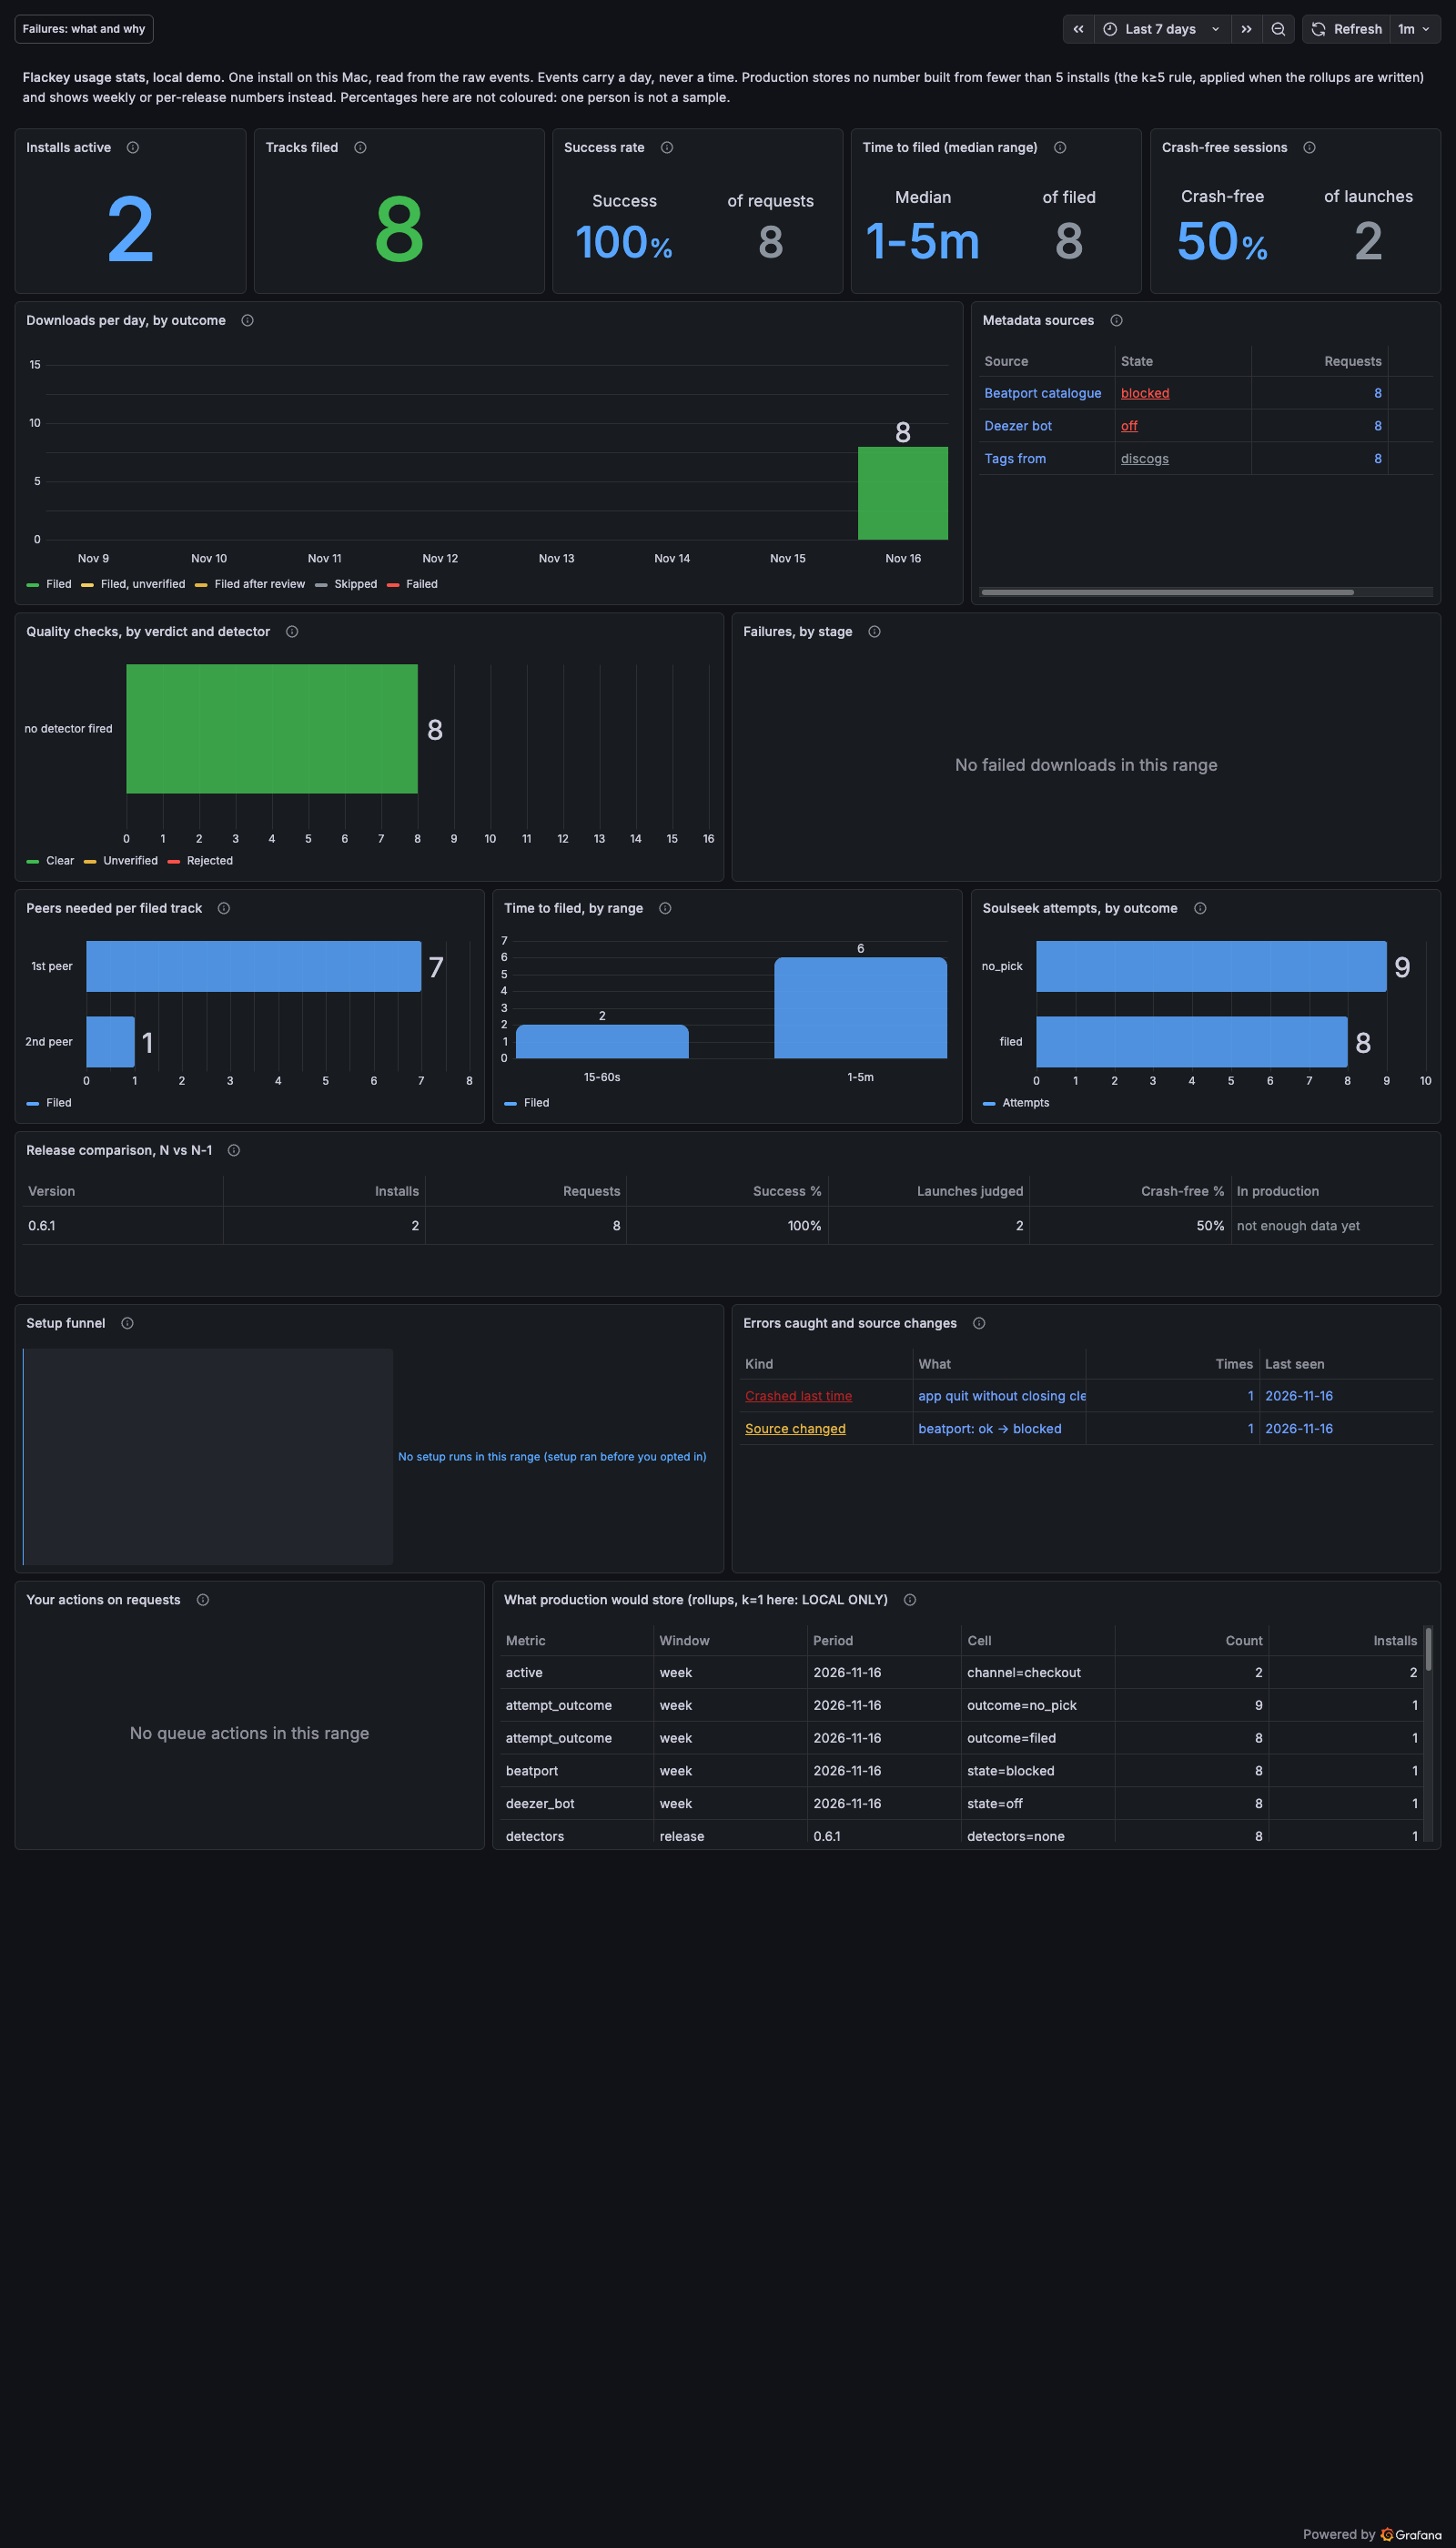 Failures: what and why
Last 7 days
Refresh
1m
Flackey usage stats, local demo. One install on this Mac, read from the raw events. Events carry a day, never a time. Production stores no number built from fewer than 5 installs (the k≥5 rule, applied when the rollups are written)
and shows weekly or per-release numbers instead. Percentages here are not coloured: one person is not a sample.
Installs active
2
Tracks filed
8
Success rate
Success
100%
of requests
8
Time to filed (median range)
Median
1-5m
of filed
8
Crash-free sessions
Crash-free
50%
of launches
2
Downloads per day, by outcome
15
10
5
0
8
Nov 9 Nov 10 Nov 11 Nov 12 Nov 13 Nov 14 Nov 15 Nov 16
Filed Filed, unverified Filed after review Skipped Failed
Metadata sources
Source State Requests
Beatport catalogue blocked 8
Deezer bot off 8
Tags from discogs 8
Quality checks, by verdict and detector
no detector fired
8
0 1 2 3 4 5 6 7 8 9 10 11 12 13 14 15 16
Clear Unverified Rejected
Failures, by stage
No failed downloads in this range
Peers needed per filed track
1st peer 7
2nd peer 1
0 1 2 3 4 5 6 7 8
Filed
Time to filed, by range
7
6
5
4
3
2
1
0
2
6
15-60s 1-5m
Filed
Soulseek attempts, by outcome
no_pick 9
filed 8
0 1 2 3 4 5 6 7 8 9 10
Attempts
Release comparison, N vs N-1
Version Installs Requests Success % Launches judged Crash-free % In production
0.6.1 2 8 100% 2 50% not enough data yet
Setup funnel
No setup runs in this range (setup ran before you opted in)
Errors caught and source changes
Kind What Times Last seen
Crashed last time app quit without closing cle 1 2026-11-16
Source changed beatport: ok → blocked 1 2026-11-16
Your actions on requests
No queue actions in this range
What production would store (rollups, k=1 here: LOCAL ONLY)
Metric Window Period Cell Count Installs
active week 2026-11-16 channel=checkout 2 2
attempt_outcome week 2026-11-16 outcome=no_pick 9 1
attempt_outcome week 2026-11-16 outcome=filed 8 1
beatport week 2026-11-16 state=blocked 8 1
deezer_bot week 2026-11-16 state=off 8 1
detectors release 0.6.1 detectors=none 8 1
Powered by Grafana